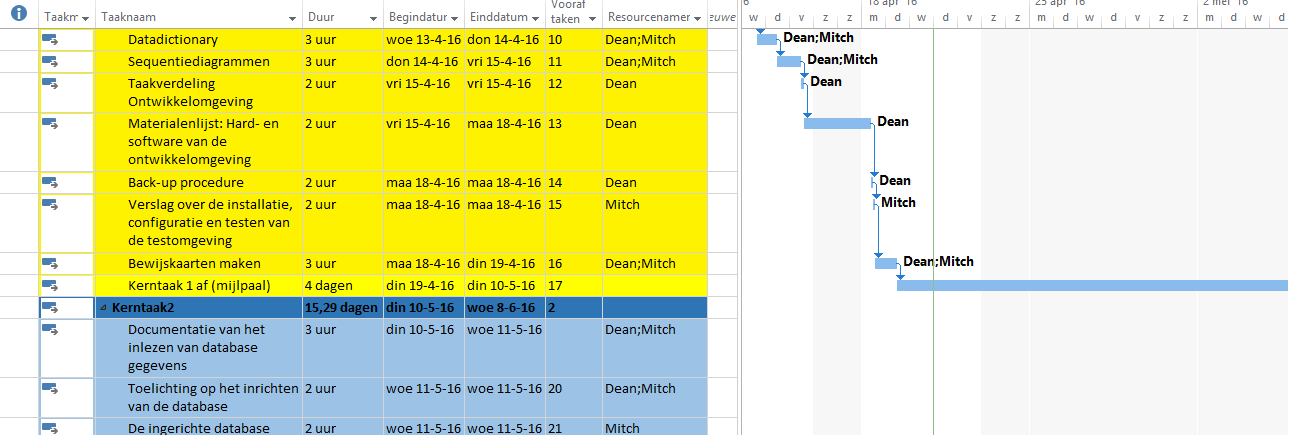 6 18 apr '16 25 apr '16 2 mei '16
Taakm Taaknaam Duur Begindatum Einddatum Vooraf taken Resourcenamen
w d v z z m d w d v z z m d w d v z z m d w d
Datadictionary 3 uur woe 13-4-16 don 14-4-16 10 Dean;Mitch Dean;Mitch
Sequentiediagrammen 3 uur don 14-4-16 vri 15-4-16 11 Dean;Mitch Dean;Mitch
Taakverdeling 2 uur vri 15-4-16 vri 15-4-16 12 Dean Dean
Ontwikkelomgeving
Materialenlijst: Hard- en 2 uur vri 15-4-16 maa 18-4-16 13 Dean Dean
software van de
ontwikkelomgeving
Back-up procedure 2 uur maa 18-4-16 maa 18-4-16 14 Dean Dean
Verslag over de installatie, 2 uur maa 18-4-16 maa 18-4-16 15 Mitch Mitch
configuratie en testen van
de testomgeving
Bewijskaarten maken 3 uur maa 18-4-16 din 19-4-16 16 Dean;Mitch Dean;Mitch
Kerntaak 1 af (mijlpaal) 4 dagen din 19-4-16 din 10-5-16 17
Kerntaak2 15,29 dagen din 10-5-16 woe 8-6-16 2
Documentatie van het 3 uur din 10-5-16 woe 11-5-16 Dean;Mitch
inlezen van database
gegevens
Toelichting op het inrichten 2 uur woe 11-5-16 woe 11-5-16 20 Dean;Mitch
van de database
De ingerichte database 2 uur woe 11-5-16 woe 11-5-16 21 Mitch